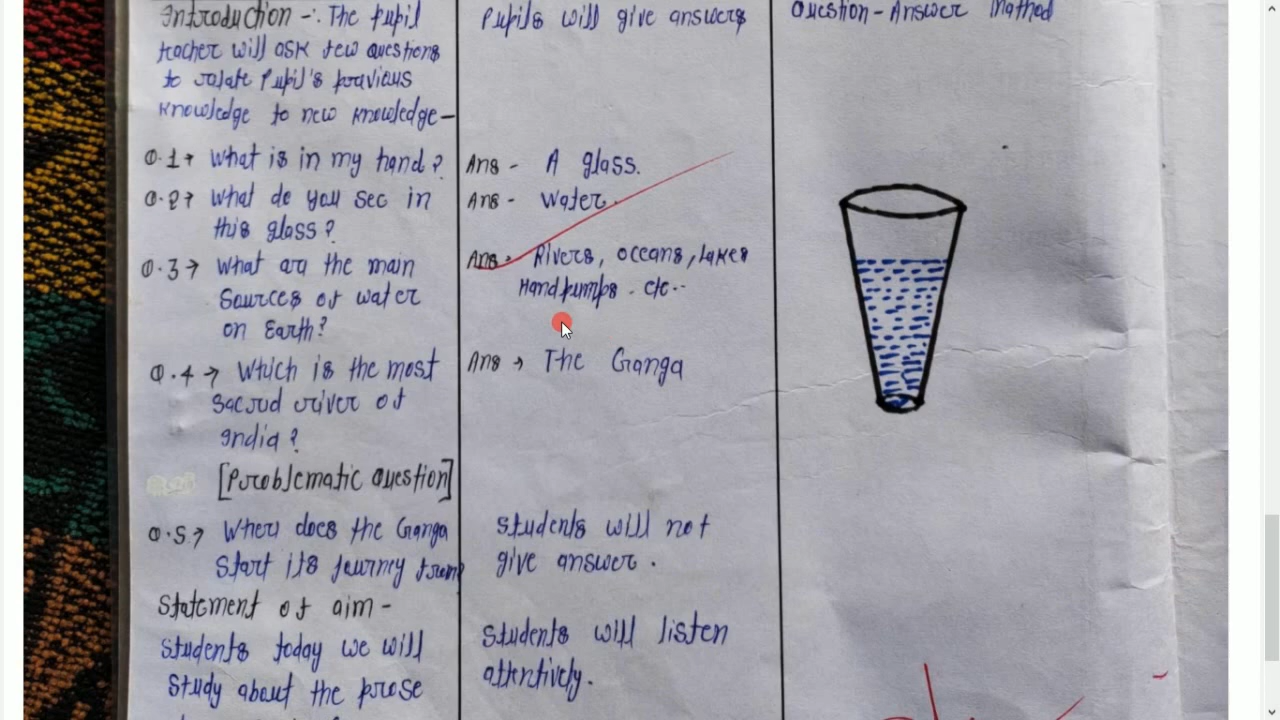 Introduction -: The pupil
teacher will ask few questions
to relate Pupil's previous
knowledge to new knowledge-
Pupils will give answers
Question - Answer Method
Q.1→ What is in my hand?
Ans - A glass.
Q.2→ What do you see in
this glass?
Ans - Water.
Q.3→ What are the main
Sources of water
on Earth?
Ans- Rivers, oceans, Lakes
Handpumps. etc..
Q.4→ Which is the most
Sacred river of
India?
Ans → The Ganga
[Problematic Question]
Q.5→ Where does the Ganga
Start its journey from?
Students will not
give answer.
Statement of aim -
Students today we will
Study about the prose
Students will listen
attentively.